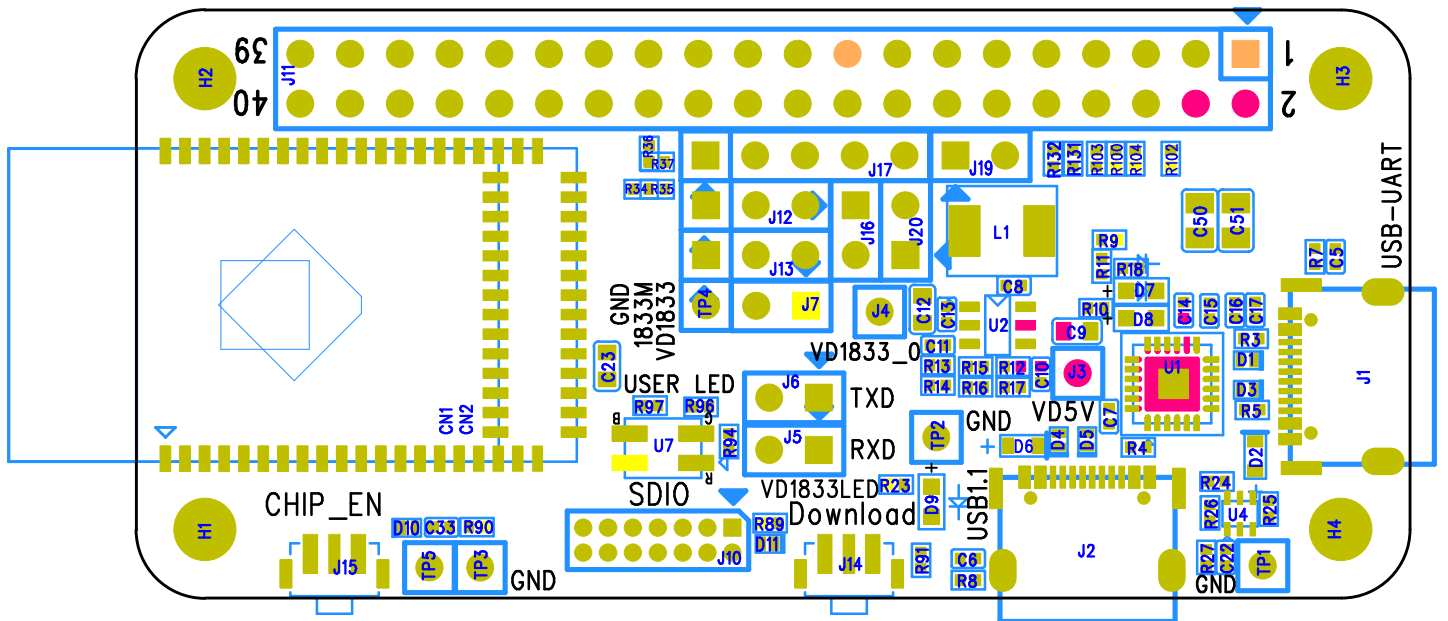 39
H2
J11
1
H3
40
2
R36
R37
R34 R35
J17
J19
R132
R131
R103
R100
R104
R102
J12
J16
J20
L1
C50
C51
USB-UART
J13
R9
R11
R18
R7
C5
GND
1833M
VD1833
TP4
J7
J4
C12
C13
C8
U2
D7
R10
D8
C9
C14
C15
C16
C17
VD1833_0
C11
R13
R15
R12
C10
R14
R16
R17
J3
U1
R3
D1
D3
R5
J1
C23
USER LED
J6
TXD
VD5V
C7
CN1
CN2
R97
R96
B
G
U7
R94
J5
RXD
TP2
GND
D6
D4
D5
R4
D2
R
SDIO
VD1833LED
R23
Download
D9
USB1.1
R24
R26
U4
R25
CHIP_EN
H1
D10
C33
R90
R89
D11
J10
J15
TP5
TP3
GND
J14
R91
C6
R8
J2
R27
C22
TP1
GND
H4